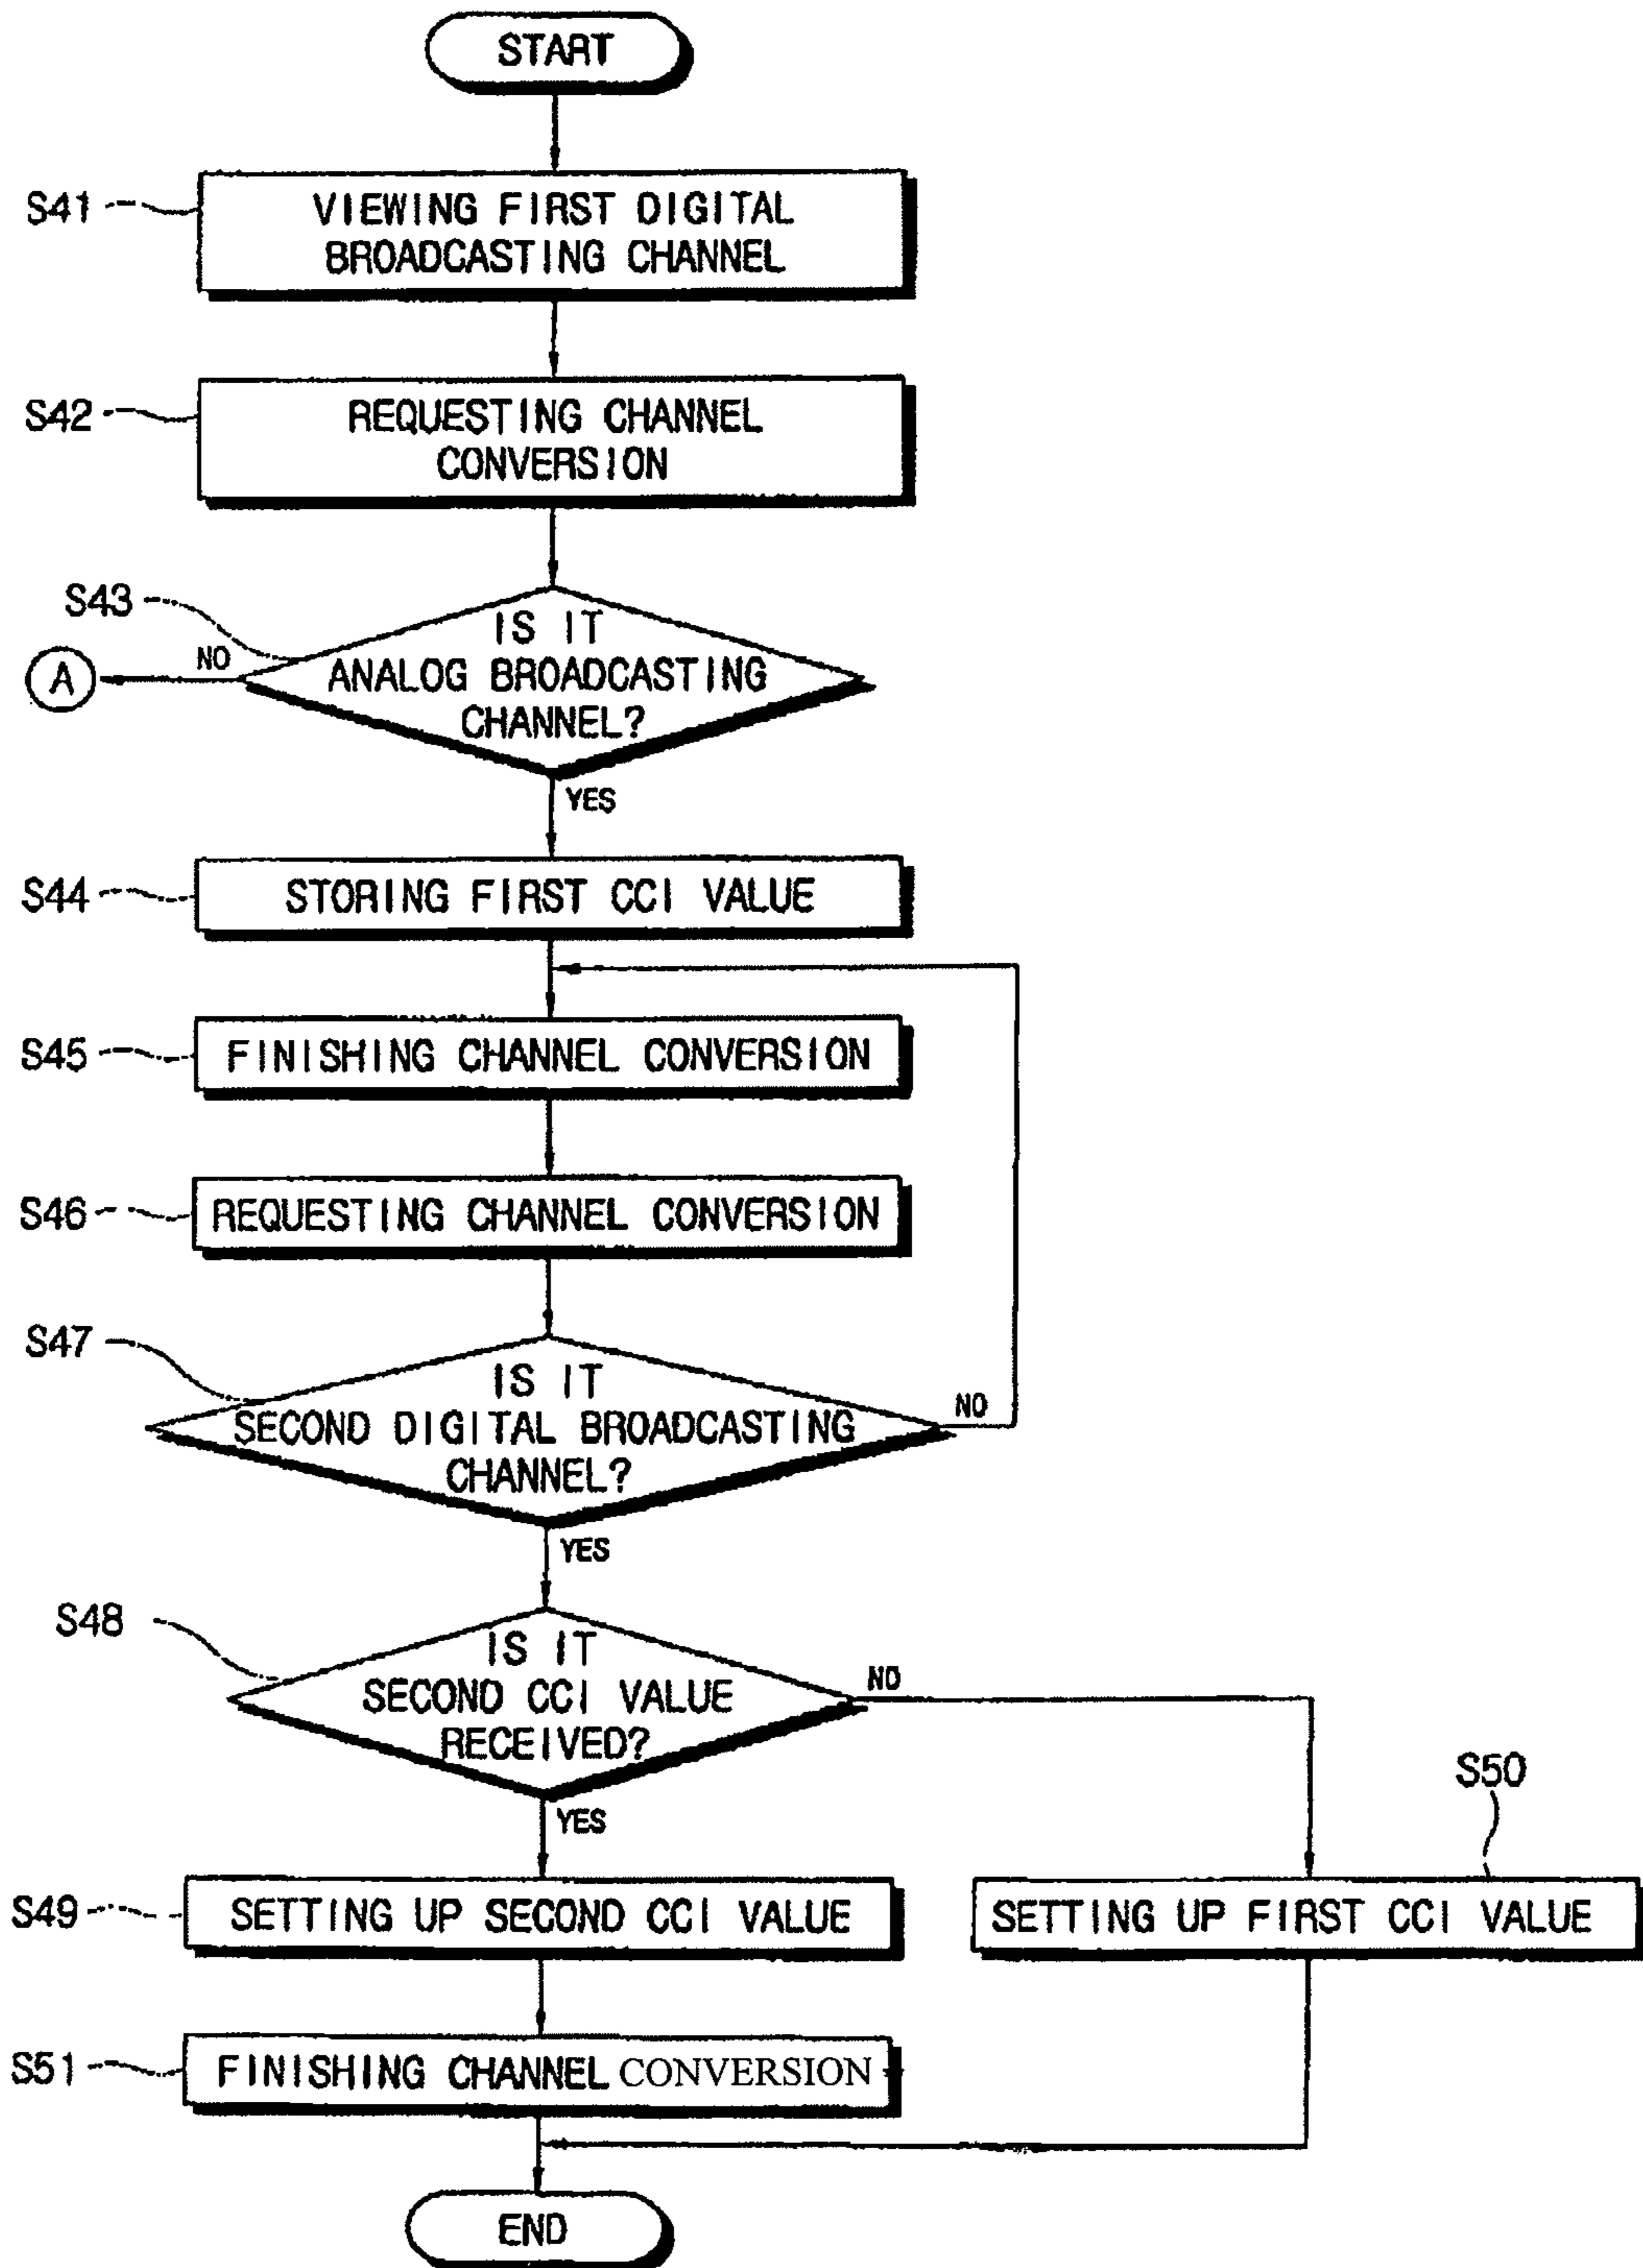 START
S41
VIEWING FIRST DIGITAL
BROADCASTING CHANNEL
S42
REQUESTING CHANNEL
CONVERSION
S43
IS IT
ANALOG BROADCASTING
CHANNEL?
NO
A
YES
S44
STORING FIRST CCI VALUE
S45
FINISHING CHANNEL CONVERSION
S46
REQUESTING CHANNEL CONVERSION
S47
IS IT
SECOND DIGITAL BROADCASTING
CHANNEL?
NO
YES
S48
IS IT
SECOND CCI VALUE
RECEIVED?
NO
YES
S49
SETTING UP SECOND CCI VALUE
S50
SETTING UP FIRST CCI VALUE
S51
FINISHING CHANNEL CONVERSION
END